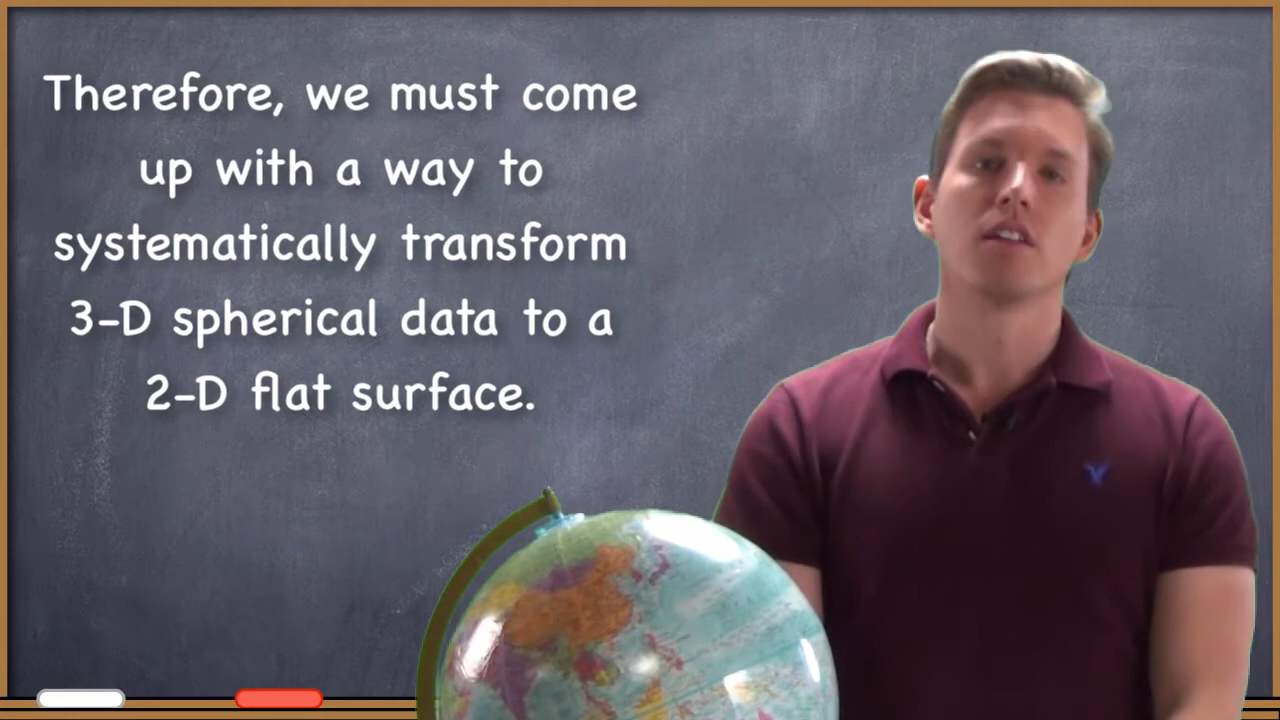 Therefore, we must come
up with a way to
systematically transform
3-D spherical data to a
2-D flat surface.